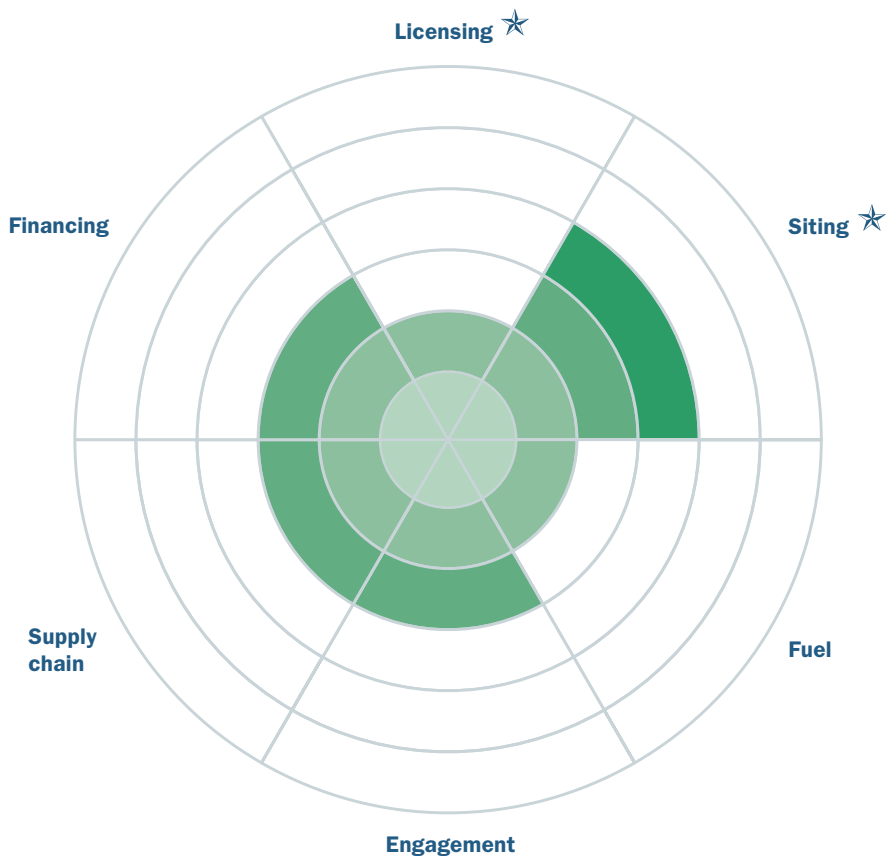 Licensing
Financing
Siting
Supply
chain
Fuel
Engagement